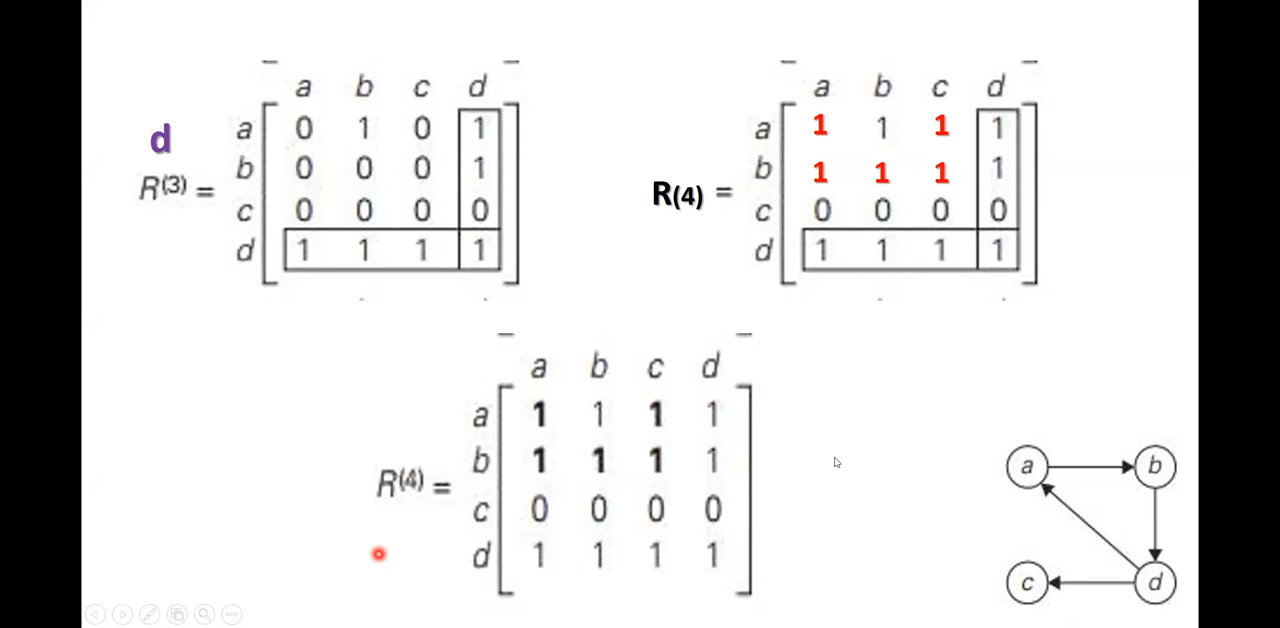 a b c d
d
a 0 1 0 1
R(3) =
b 0 0 0 1
c 0 0 0 0
d 1 1 1 1
a b c d
a 1 1 1 1
b 1 1 1 1
R(4) =
c 0 0 0 0
d 1 1 1 1
a b c d
a 1 1 1 1
b 1 1 1 1
R(4) =
c 0 0 0 0
d 1 1 1 1
a b
c d